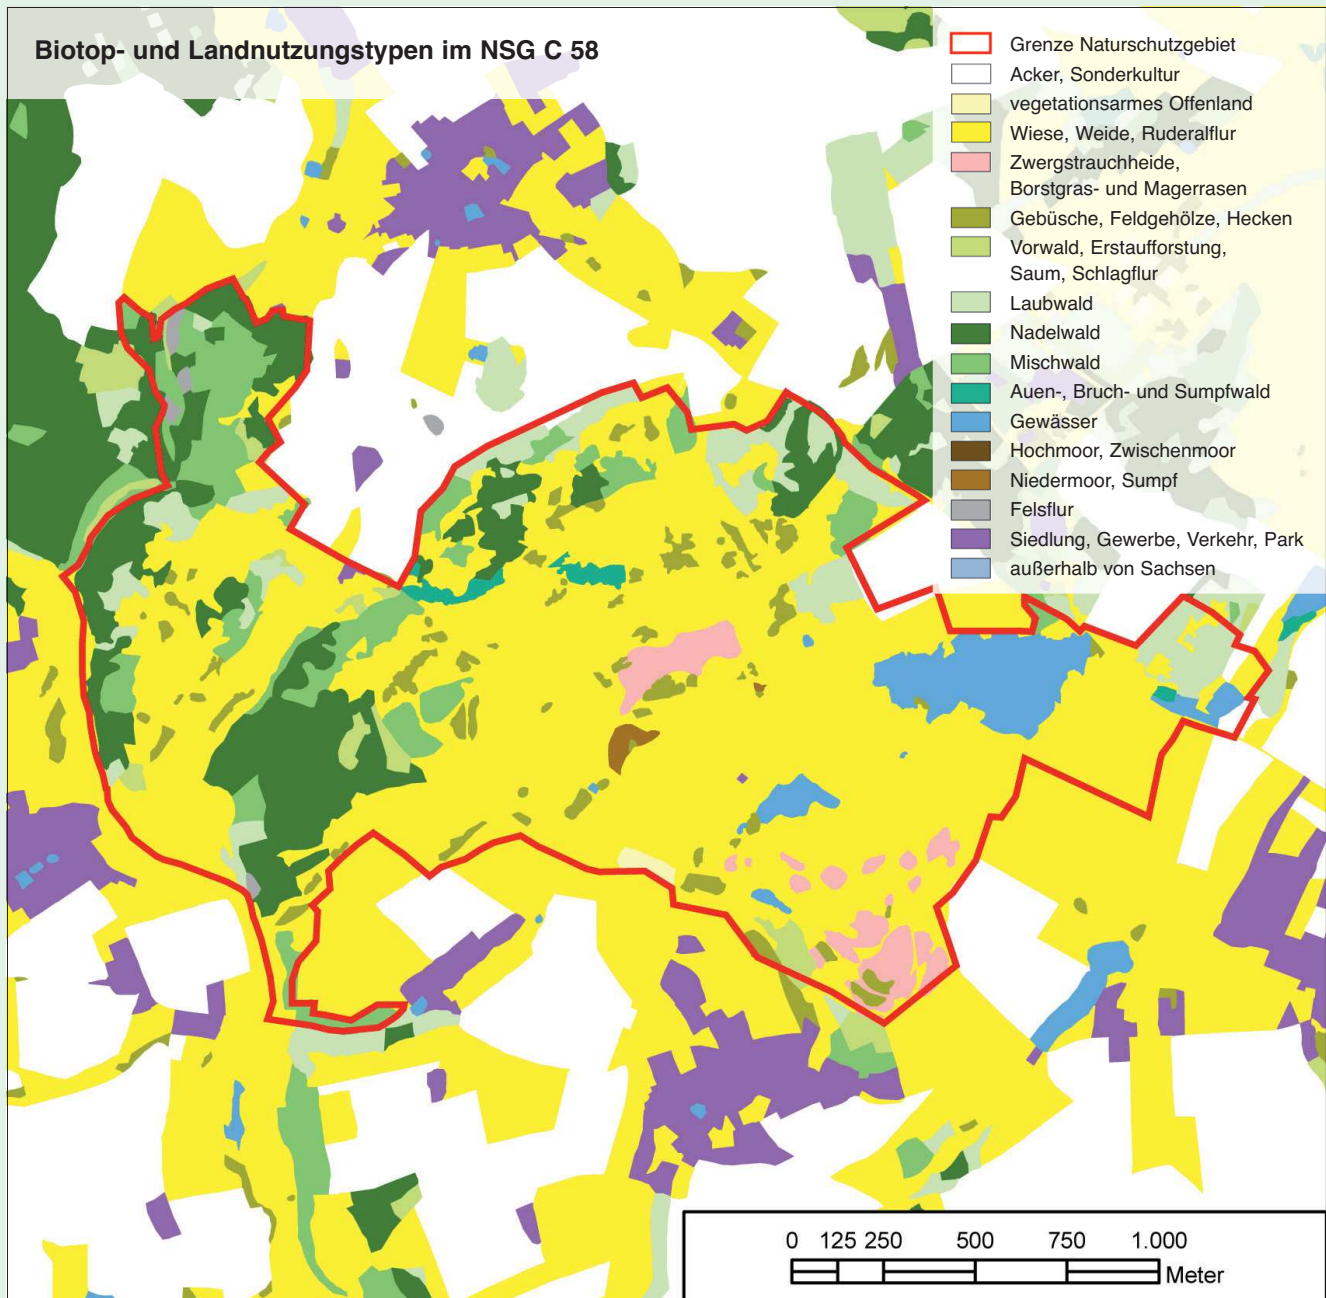 Biotop- und Landnutzungstypen im NSG C 58
Grenze Naturschutzgebiet
Acker, Sonderkultur
vegetationsarmes Offenland
Wiese, Weide, Ruderalflur
Zwergstrauchheide,
Borstgras- und Magerrasen
Gebüsche, Feldgehölze, Hecken
Vorwald, Erstaufforstung,
Saum, Schlagflur
Laubwald
Nadelwald
Mischwald
Auen-, Bruch- und Sumpfwald
Gewässer
Hochmoor, Zwischenmoor
Niedermoor, Sumpf
Felsflur
Siedlung, Gewerbe, Verkehr, Park
außerhalb von Sachsen
0 125 250 500 750 1.000
Meter